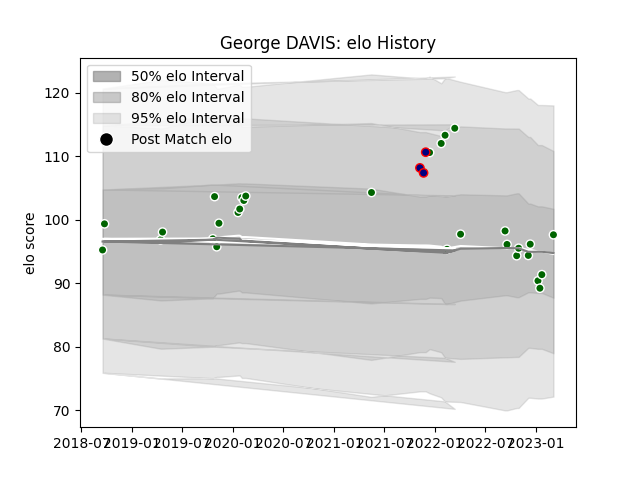 George DAVIS: elo History
50% elo Interval
80% elo Interval
95% elo Interval
Post Match elo
elo score
120
110
100
90
80
70
2018-07
2019-01
2019-07
2020-01
2020-07
2021-01
2021-07
2022-01
2022-07
2023-01